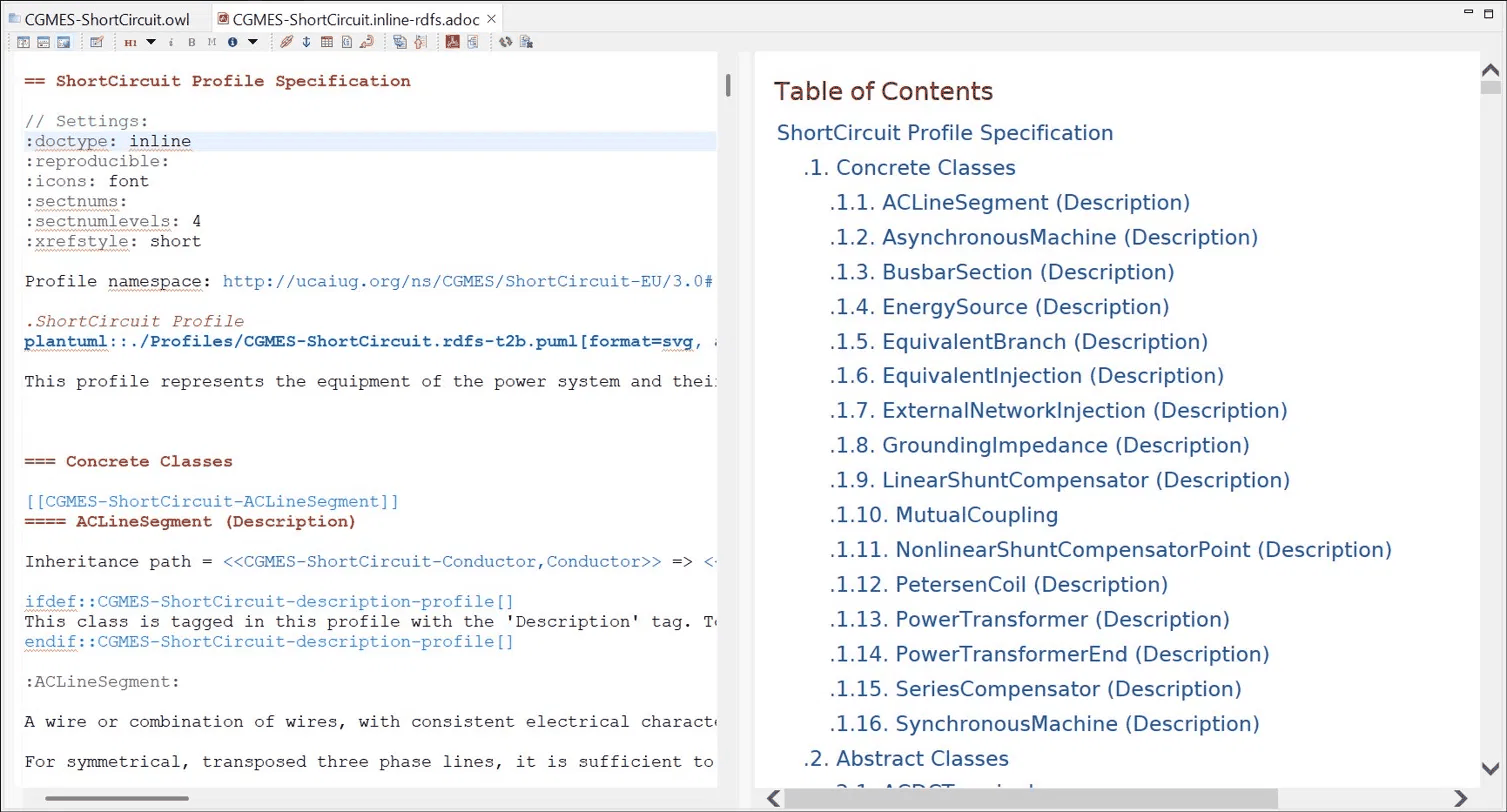 CGMES-ShortCircuit.owl
CGMES-ShortCircuit.inline-rdfs.adoc
H1 i B M
== ShortCircuit Profile Specification
// Settings:
:doctype: inline
:reproducible:
:icons: font
:sectnums:
:sectnumlevels: 4
:xrefstyle: short
Profile namespace: http://ucaiug.org/ns/CGMES/ShortCircuit-EU/3.0#
.ShortCircuit Profile
plantuml::./Profiles/CGMES-ShortCircuit.rdfs-t2b.puml[format=svg,
This profile represents the equipment of the power system and thei
=== Concrete Classes
[[CGMES-ShortCircuit-ACLineSegment]]
==== ACLineSegment (Description)
Inheritance path = <<CGMES-ShortCircuit-Conductor,Conductor>> => <
ifdef::CGMES-ShortCircuit-description-profile[]
This class is tagged in this profile with the 'Description' tag. T
endif::CGMES-ShortCircuit-description-profile[]
:ACLineSegment:
A wire or combination of wires, with consistent electrical charact
For symmetrical, transposed three phase lines, it is sufficient to
Table of Contents
ShortCircuit Profile Specification
.1. Concrete Classes
.1.1. ACLineSegment (Description)
.1.2. AsynchronousMachine (Description)
.1.3. BusbarSection (Description)
.1.4. EnergySource (Description)
.1.5. EquivalentBranch (Description)
.1.6. EquivalentInjection (Description)
.1.7. ExternalNetworkInjection (Description)
.1.8. GroundingImpedance (Description)
.1.9. LinearShuntCompensator (Description)
.1.10. MutualCoupling
.1.11. NonlinearShuntCompensatorPoint (Description)
.1.12. PetersenCoil (Description)
.1.13. PowerTransformer (Description)
.1.14. PowerTransformerEnd (Description)
.1.15. SeriesCompensator (Description)
.1.16. SynchronousMachine (Description)
.2. Abstract Classes